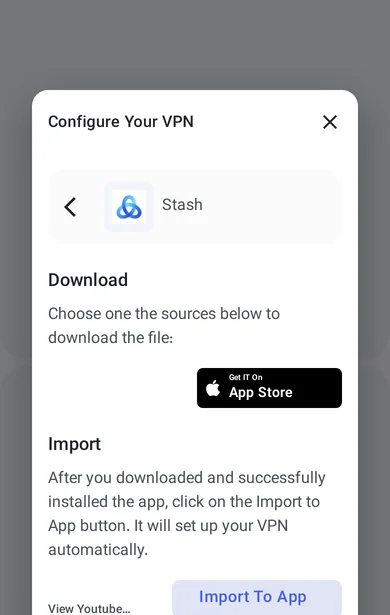 Configure Your VPN
Stash
Download
Choose one the sources below to
download the file:
Get IT On
App Store
Import
After you downloaded and successfully
installed the app, click on the Import to
App button. It will set up your VPN
automatically.
Import To App
View Youtube...